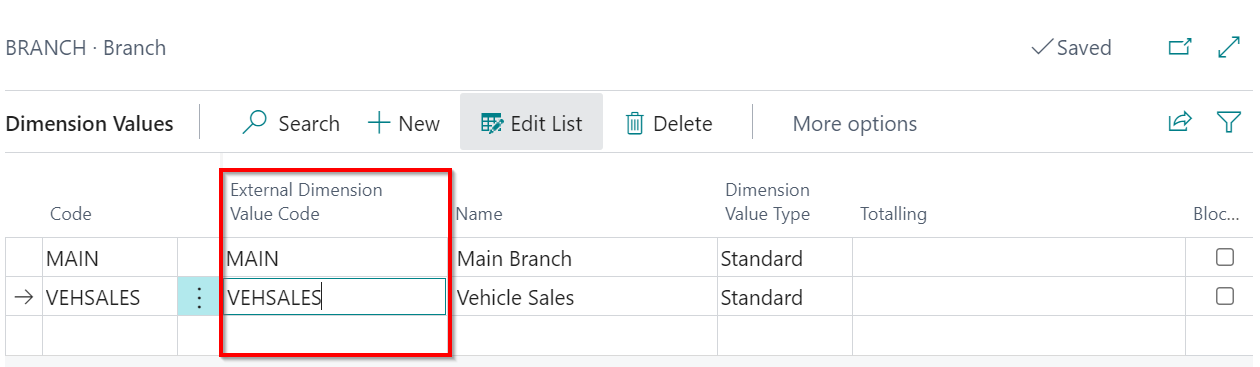 BRANCH · Branch
Saved
Dimension Values
Search
New
Edit List
Delete
More options
Code
External Dimension
Value Code
Name
Dimension
Value Type
Totalling
Bloc...
MAIN
MAIN
Main Branch
Standard
VEHSALES
VEHSALES
Vehicle Sales
Standard